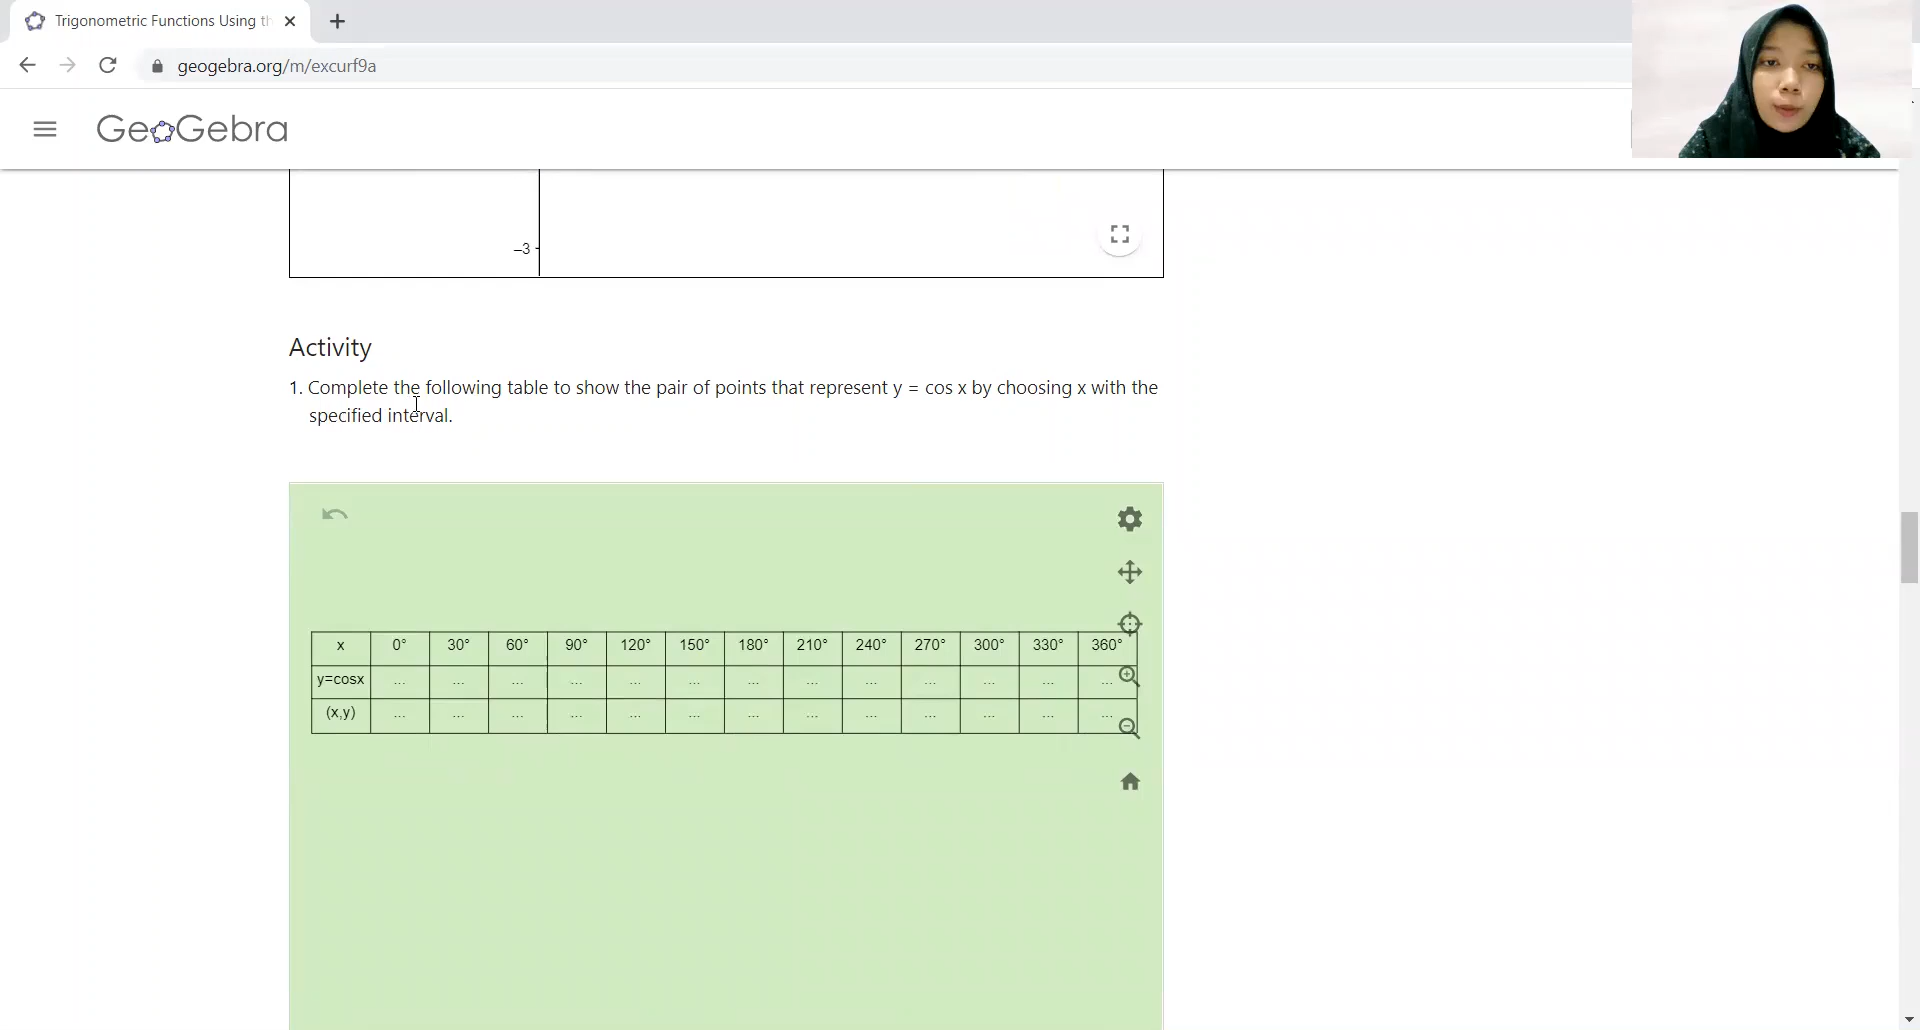 Trigonometric Functions Using th
geogebra.org/m/excurf9a
GeoGebra
–3
Activity
1. Complete the following table to show the pair of points that represent y = cos x by choosing x with the
specified interval.
x 0° 30° 60° 90° 120° 150° 180° 210° 240° 270° 300° 330° 360°
y=cosx ... ... ... ... ... ... ... ... ... ... ... ... ...
(x,y) ... ... ... ... ... ... ... ... ... ... ... ... ...